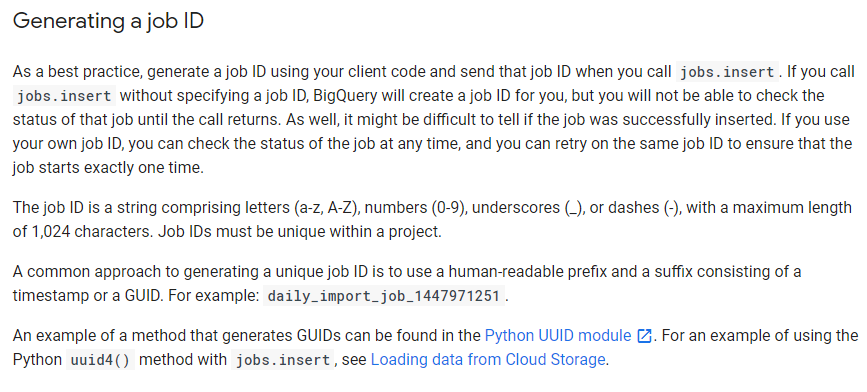 Generating a job ID
As a best practice, generate a job ID using your client code and send that job ID when you call jobs.insert. If you call
jobs.insert without specifying a job ID, BigQuery will create a job ID for you, but you will not be able to check the
status of that job until the call returns. As well, it might be difficult to tell if the job was successfully inserted. If you use
your own job ID, you can check the status of the job at any time, and you can retry on the same job ID to ensure that the
job starts exactly one time.
The job ID is a string comprising letters (a-z, A-Z), numbers (0-9), underscores (_), or dashes (-), with a maximum length
of 1,024 characters. Job IDs must be unique within a project.
A common approach to generating a unique job ID is to use a human-readable prefix and a suffix consisting of a
timestamp or a GUID. For example: daily_import_job_1447971251.
An example of a method that generates GUIDs can be found in the Python UUID module. For an example of using the
Python uuid4() method with jobs.insert, see Loading data from Cloud Storage.